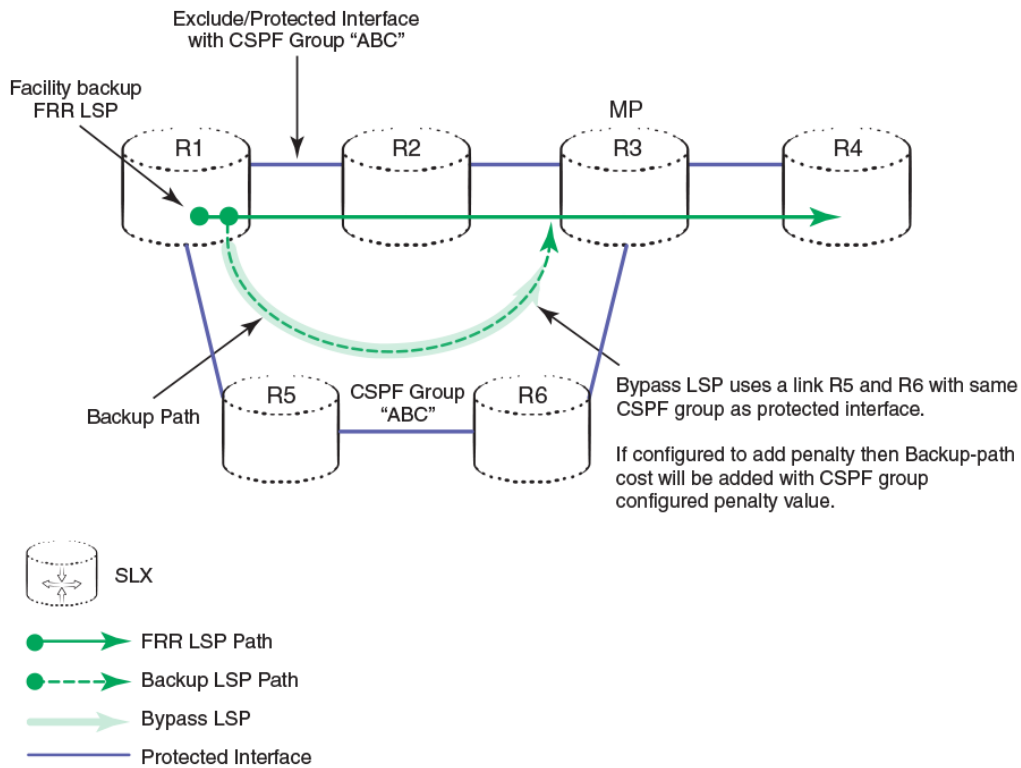 Exclude/Protected Interface
with CSPF Group “ABC”
Facility backup
FRR LSP
MP
R1
R2
R3
R4
Backup Path
R5
CSPF Group
“ABC”
R6
Bypass LSP uses a link R5 and R6 with same
CSPF group as protected interface.
If configured to add penalty then Backup-path
cost will be added with CSPF group
configured penalty value.
SLX
FRR LSP Path
Backup LSP Path
Bypass LSP
Protected Interface